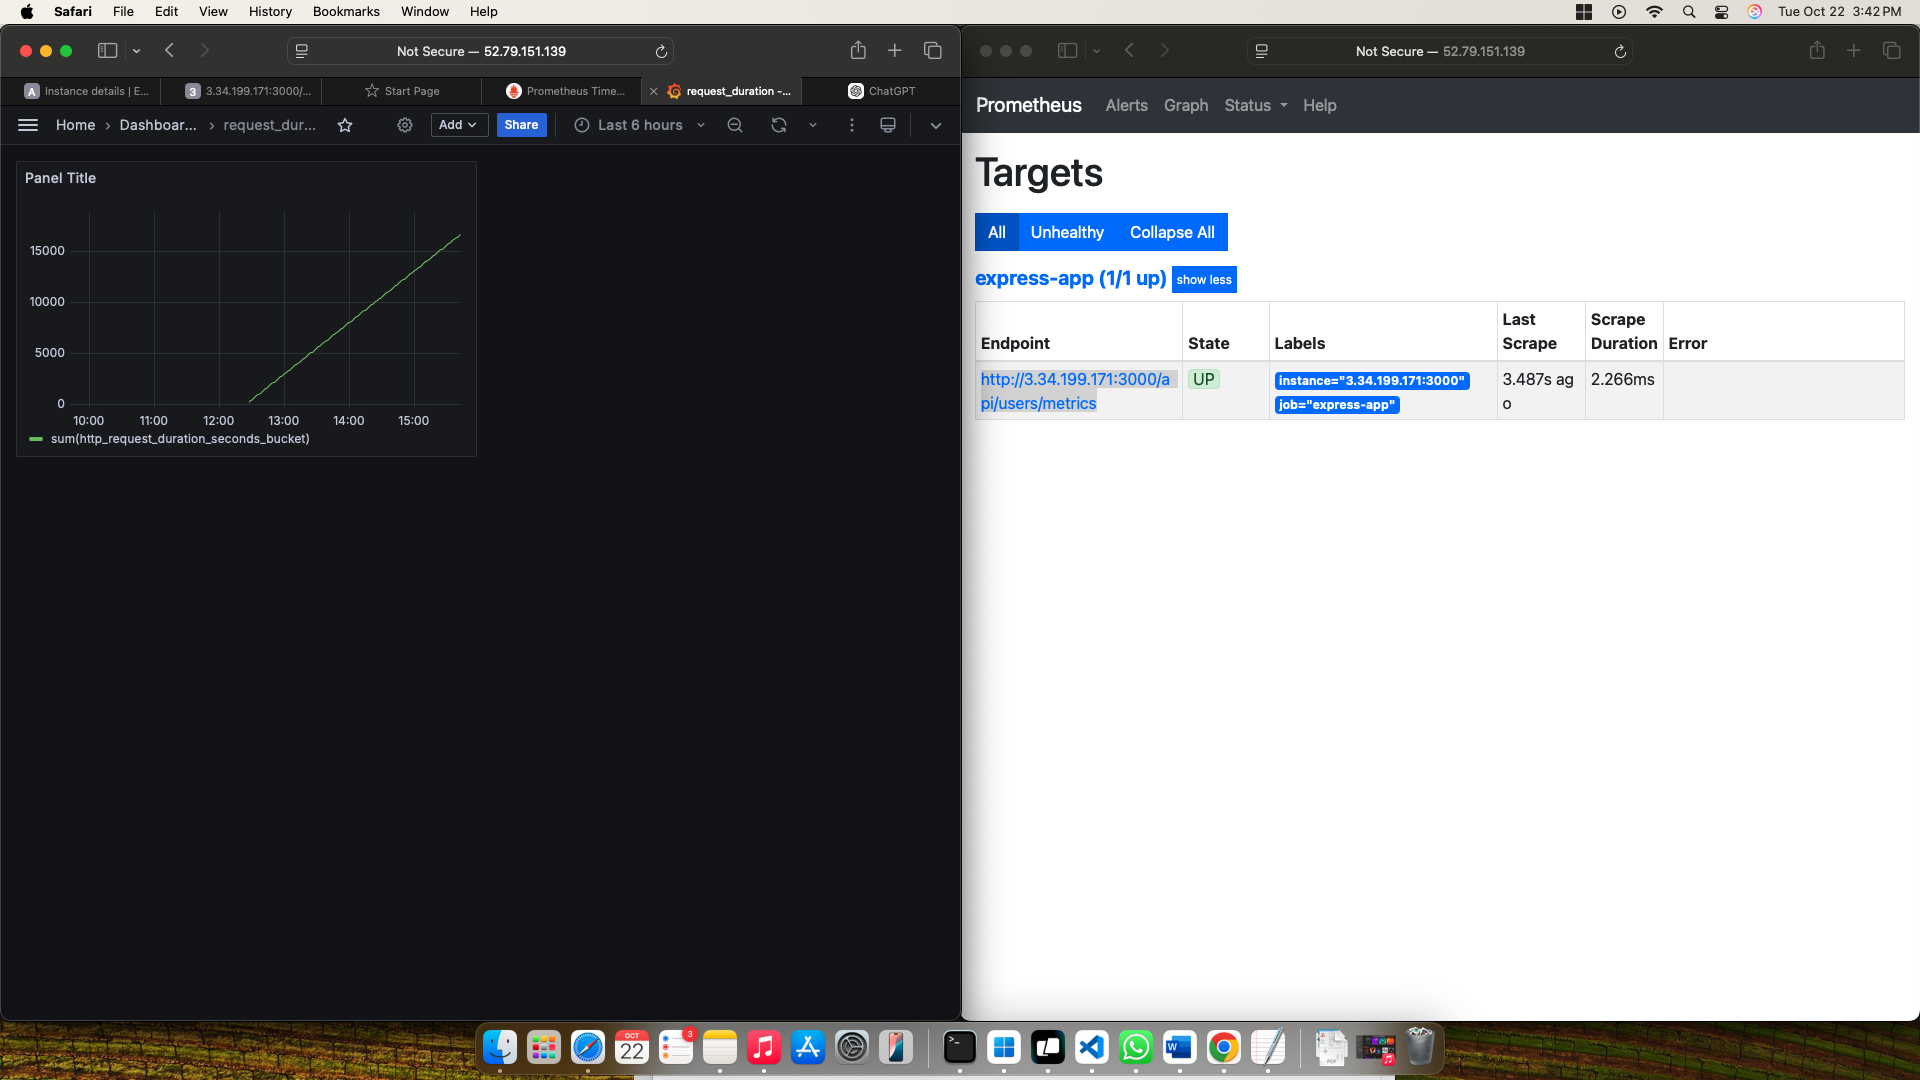 Safari File Edit View History Bookmarks Window Help Tue Oct 22 3:42 PM
Not Secure — 52.79.151.139
A Instance details | E... 3 3.34.199.171:3000/... Start Page Prometheus Time... request_duration -... ChatGPT
Home › Dashboar... › request_dur... Add Share Last 6 hours
Panel Title
15000
10000
5000
0
10:00 11:00 12:00 13:00 14:00 15:00
sum(http_request_duration_seconds_bucket)
Not Secure — 52.79.151.139
Prometheus Alerts Graph Status Help
Targets
All Unhealthy Collapse All
express-app (1/1 up) show less
Endpoint State Labels Last Scrape Scrape Duration Error
http://3.34.199.171:3000/a UP instance="3.34.199.171:3000" 3.487s ag 2.266ms
pi/users/metrics job="express-app" o
OCT
22
3
PDF